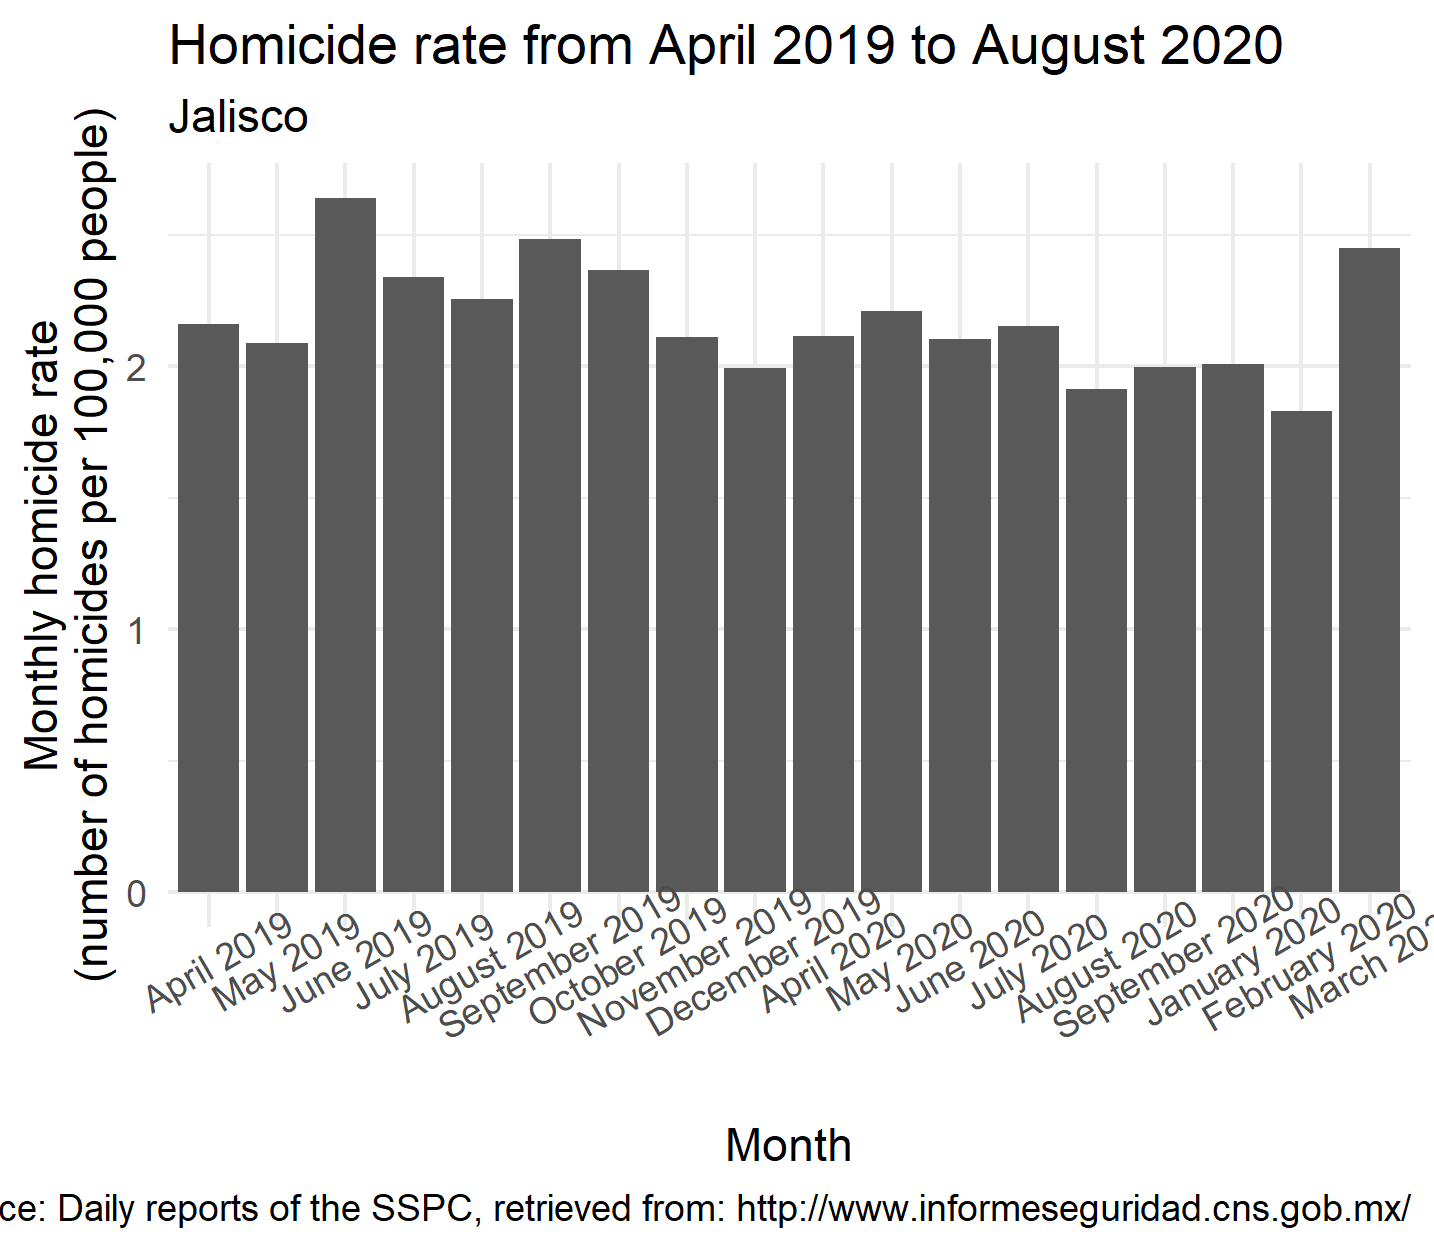 Homicide rate from April 2019 to August 2020
Jalisco
Monthly homicide rate
(number of homicides per 100,000 people)
2
1
0
April 2019
May 2019
June 2019
July 2019
August 2019
September 2019
October 2019
November 2019
December 2019
April 2020
May 2020
June 2020
July 2020
August 2020
September 2020
January 2020
February 2020
March 202
Month
ce: Daily reports of the SSPC, retrieved from: http://www.informeseguridad.cns.gob.mx/